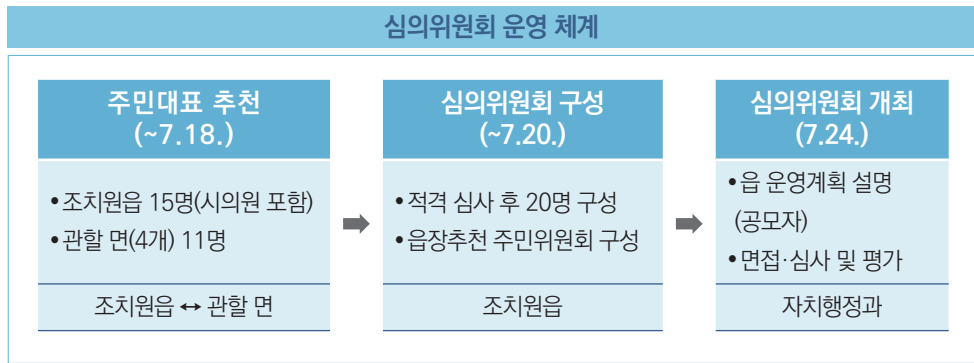 심의위원회 운영 체계
주민대표 추천
(~7.18.)
•조치원읍 15명(시의원 포함)
•관할 면(4개) 11명
조치원읍 ↔ 관할 면
심의위원회 구성
(~7.20.)
•적격 심사 후 20명 구성
•읍장추천 주민위원회 구성
조치원읍
심의위원회 개최
(7.24.)
•읍 운영계획 설명
(공모자)
•면접·심사 및 평가
자치행정과